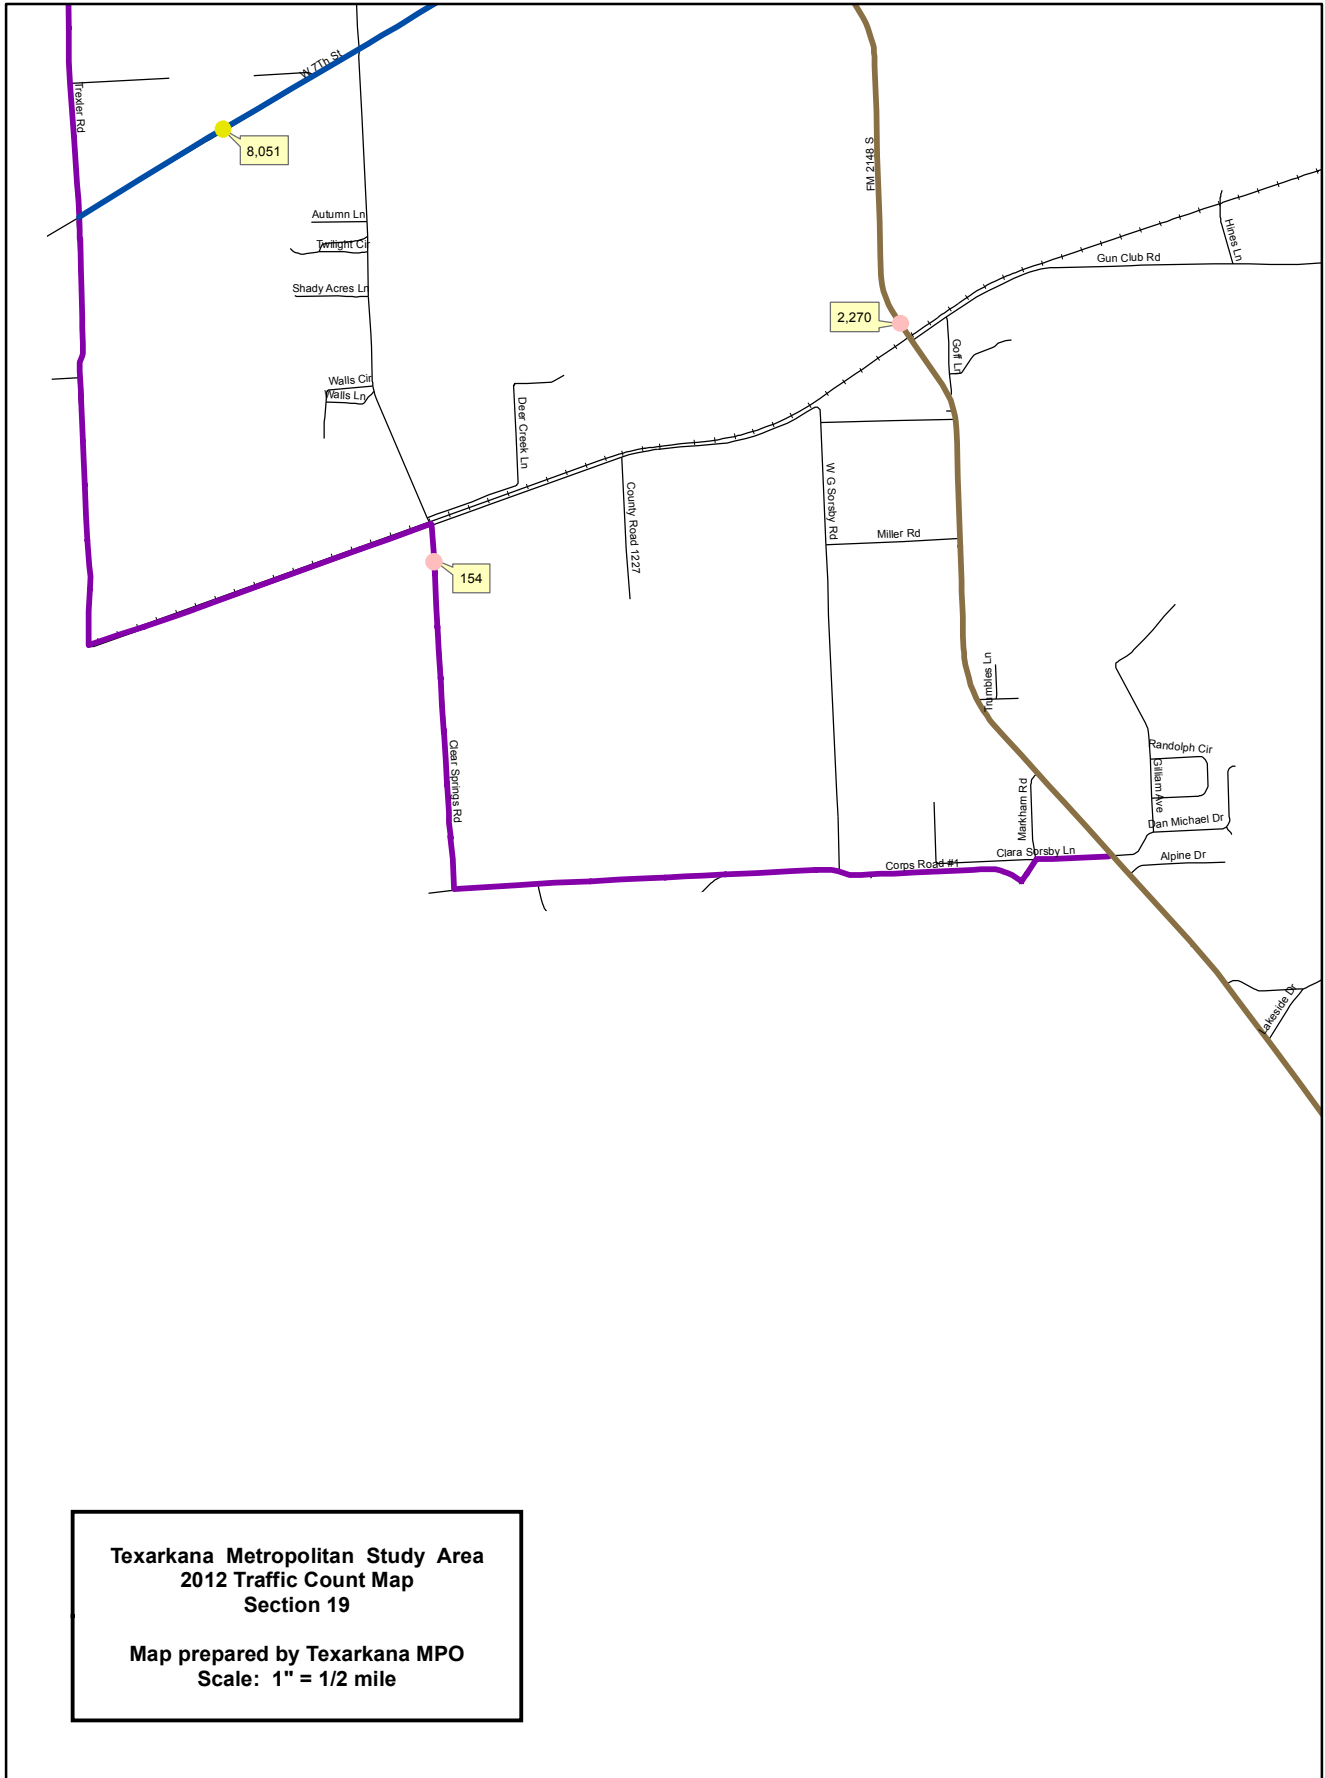 W 7Th St
Trexler Rd
8,051
FM 2148 S
Autumn Ln
Twilight Cir
Shady Acres Ln
Hines Ln
Gun Club Rd
2,270
Goff Ln
Walls Cir
Walls Ln
Deer Creek Ln
County Road 1227
W G Sorsby Rd
Miller Rd
154
Trumbles Ln
Clear Springs Rd
Randolph Cir
Gilliam Ave
Markham Rd
Dan Michael Dr
Clara Sorsby Ln
Alpine Dr
Corps Road #1
Lakeside Dr
Texarkana Metropolitan Study Area
2012 Traffic Count Map
Section 19
Map prepared by Texarkana MPO
Scale: 1" = 1/2 mile